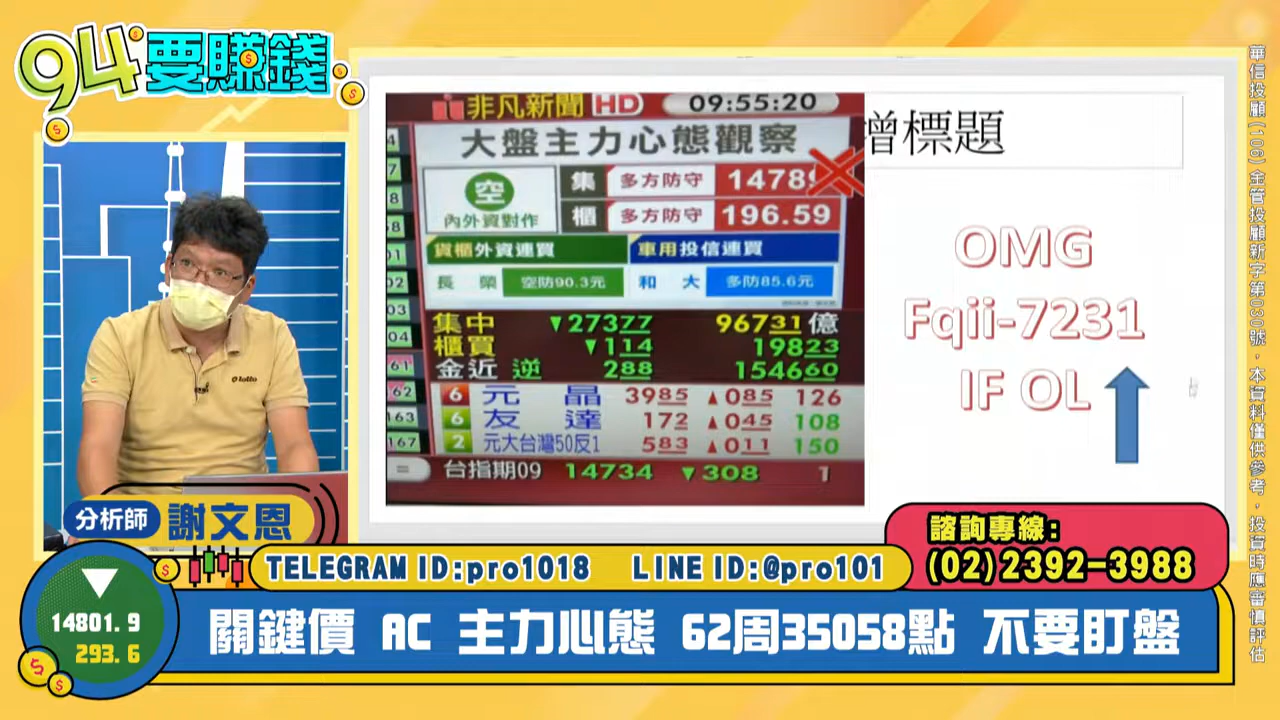 94要賺錢
非凡新聞 HD 09:55:20
大盤主力心態觀察
空
內外資對作
集 多方防守 1478
櫃 多方防守 196.59
貨櫃外資連買
車用投信連買
長榮 空防90.3元
和大 多防85.6元
集中 ▼27377 96731億
櫃買 ▼114 19823
金近 逆 288 154660
6 元晶 3985 ▲085 126
6 友達 172 ▲045 108
2 元大台灣50反1 583 ▲011 150
台指期09 14734 ▼308 1
增標題
OMG
Fqii-7231
IF OL
華信投顧(106)金管投顧新字第030號,本資料僅供參考,投資時應審慎評估
lotto
分析師 謝文恩
TELEGRAM ID:pro1018 LINE ID:@pro101
諮詢專線:
(02)2392-3988
14801.9
293.6
關鍵價 AC 主力心態 62周35058點 不要盯盤